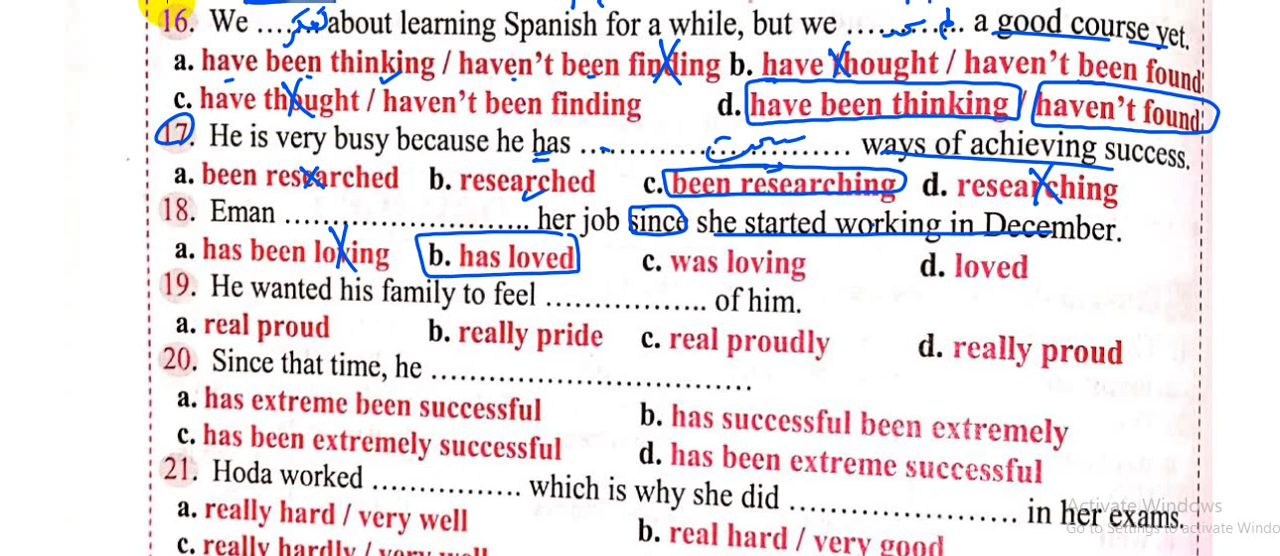 16. We .... about learning Spanish for a while, but we ............ a good course yet.
a. have been thinking / haven't been finding b. have thought / haven't been found
c. have thought / haven't been finding d. have been thinking / haven't found
17. He is very busy because he has .............................. ways of achieving success.
a. been researched b. researched c. been researching d. researching
18. Eman .............................. her job since she started working in December.
a. has been loving b. has loved c. was loving d. loved
19. He wanted his family to feel .................. of him.
a. real proud b. really pride c. real proudly d. really proud
20. Since that time, he ....................................
a. has extreme been successful b. has successful been extremely
c. has been extremely successful d. has been extreme successful
21. Hoda worked ................. which is why she did .......................... in her exams.
a. really hard / very well b. real hard / very good
c. really hardly / very well
Activate Windows
Go to Settings to activate Windo